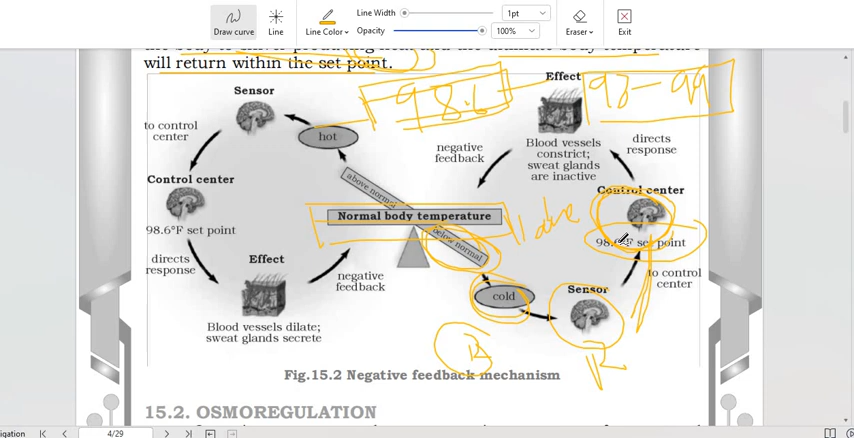 Draw curve
Line
Line Color
Line Width
1pt
Opacity
100%
Eraser
Exit
will return within the set point.
98.6
98-99
Sensor
hot
to control
center
Control center
98.6°F set point
directs
response
Effect
Blood vessels dilate;
sweat glands secrete
negative
feedback
above normal
Normal body temperature
below normal
Effect
Blood vessels
constrict;
sweat glands
are inactive
negative
feedback
directs
response
Control center
98.6°F set point
to control
center
Sensor
cold
R
R
Fig.15.2 Negative feedback mechanism
15.2. OSMOREGULATION
igation
4/29